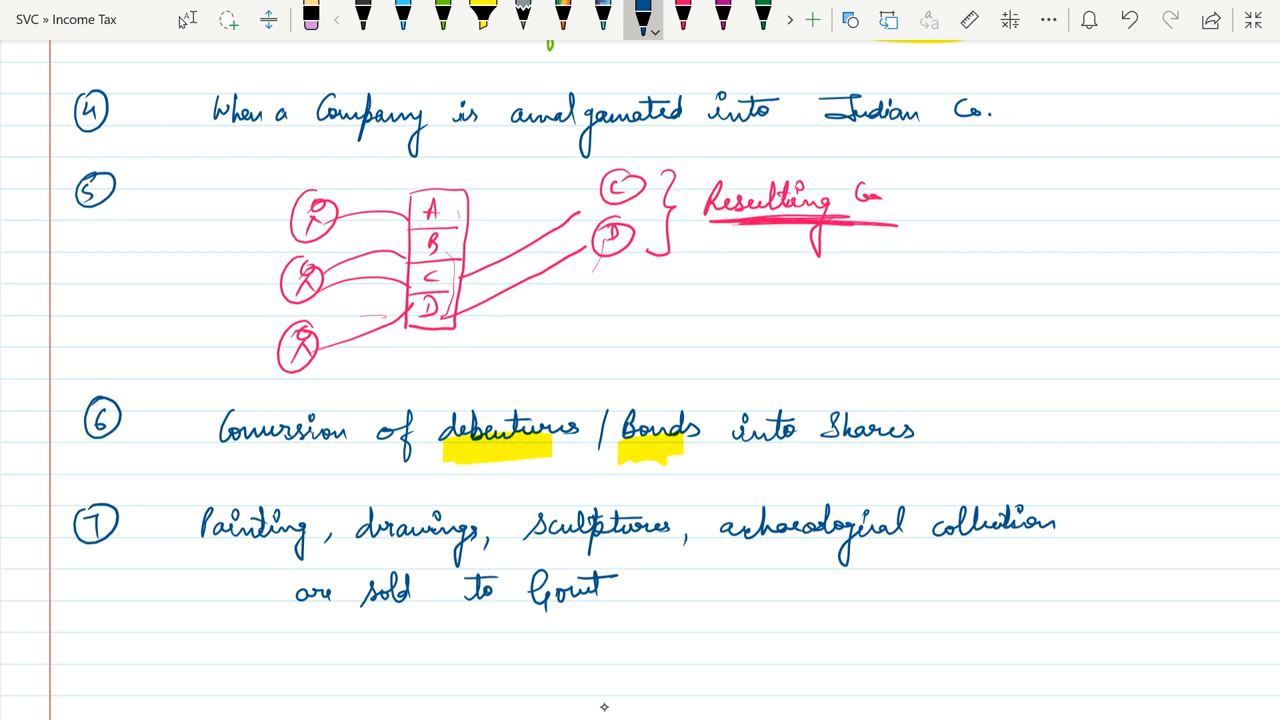 SVC » Income Tax
4 When a Company is amalgamated into Indian Co.
5
A
B
C
D
C
D
Resulting Co
6 Conversion of debentures / Bonds into Shares
7 Painting, drawings, sculptures, archaeological collection
are sold to Govt